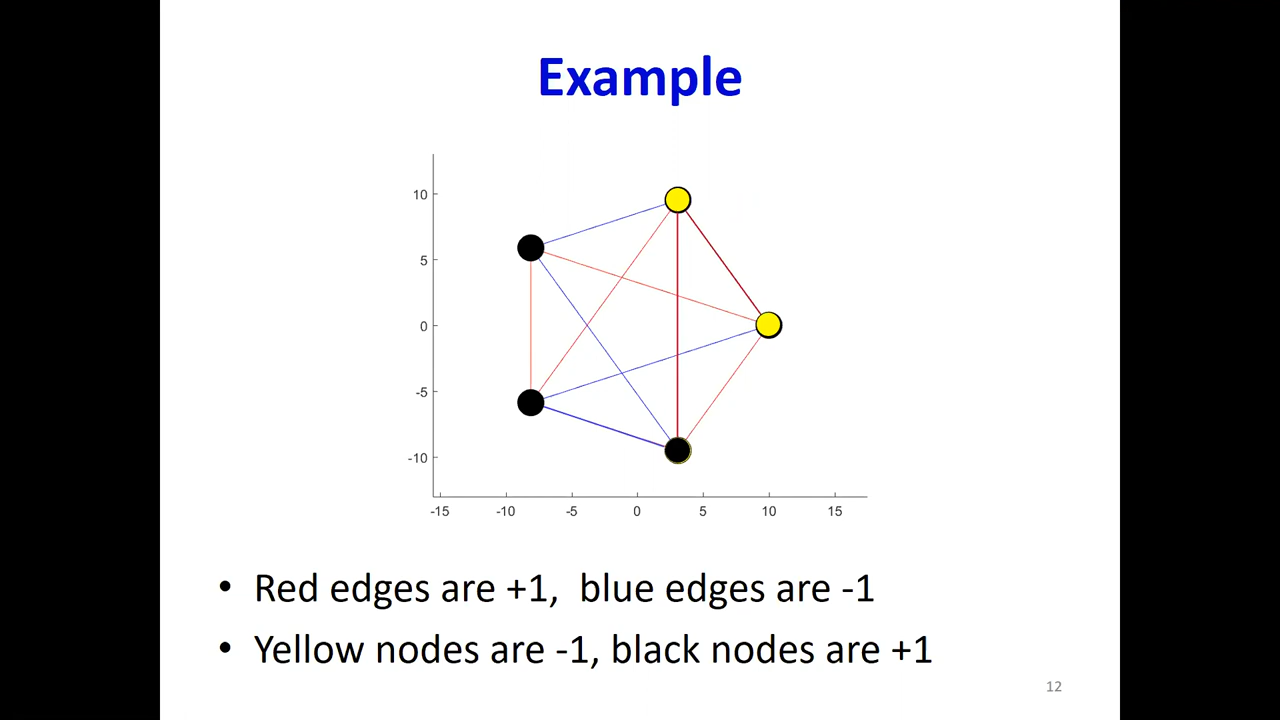 Example
10
5
0
-5
-10
-15 -10 -5 0 5 10 15
• Red edges are +1, blue edges are -1
• Yellow nodes are -1, black nodes are +1
12